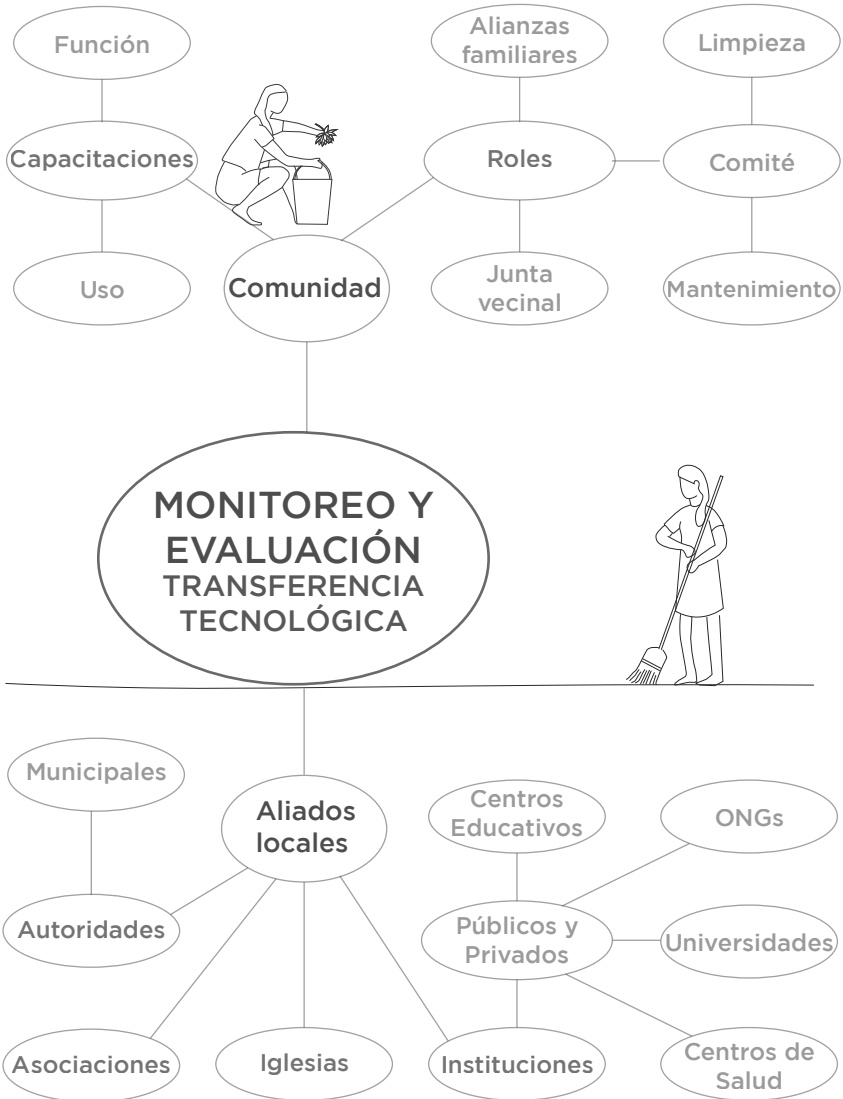 Función
Alianzas
familiares
Limpieza
Capacitaciones
Roles
Comité
Uso
Comunidad
Junta
vecinal
Mantenimiento
MONITOREO Y
EVALUACIÓN
TRANSFERENCIA
TECNOLÓGICA
Municipales
Aliados
locales
Centros
Educativos
ONGs
Autoridades
Públicos y
Privados
Universidades
Asociaciones
Iglesias
Instituciones
Centros de
Salud